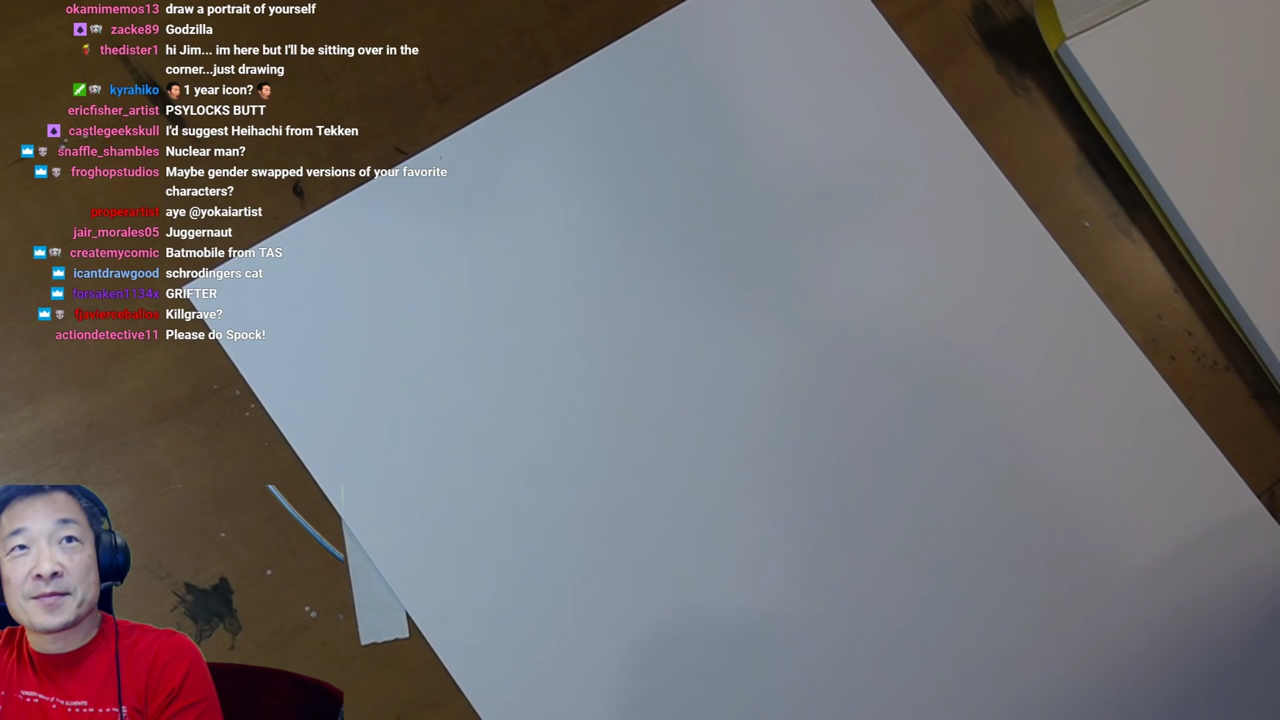 okamimemos13 draw a portrait of yourself
zacke89 Godzilla
thedister1 hi Jim... im here but I'll be sitting over in the
corner...just drawing
kyrahiko 1 year icon?
ericfisher_artist PSYLOCKS BUTT
castlegeekskull I'd suggest Heihachi from Tekken
snaffle_shambles Nuclear man?
froghopstudios Maybe gender swapped versions of your favorite
characters?
properartist aye @yokaiartist
jair_morales05 Juggernaut
createmycomic Batmobile from TAS
icantdrawgood schrodingers cat
forsaken1134x GRIFTER
fjavierceballos Killgrave?
actiondetective11 Please do Spock!